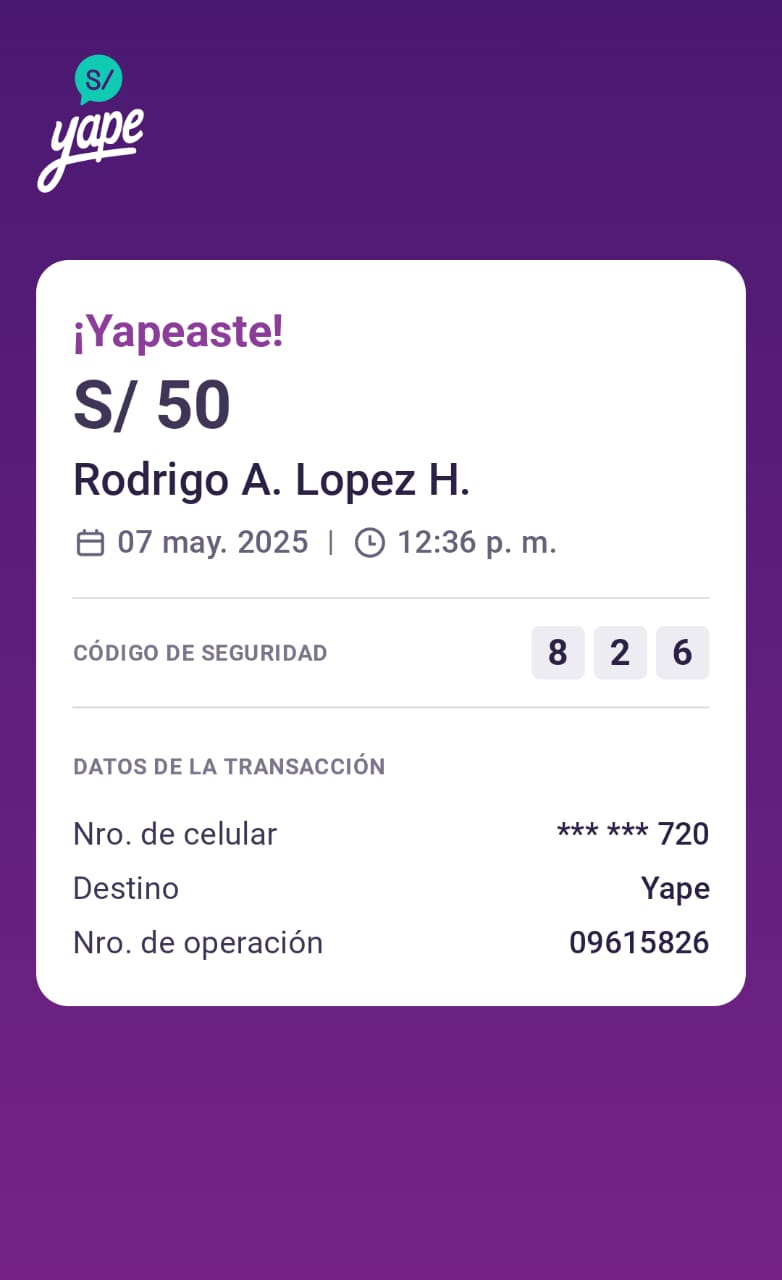 S/
yape
¡Yapeaste!
S/ 50
Rodrigo A. Lopez H.
07 may. 2025 | 12:36 p. m.
CÓDIGO DE SEGURIDAD 8 2 6
DATOS DE LA TRANSACCIÓN
Nro. de celular *** *** 720
Destino Yape
Nro. de operación 09615826